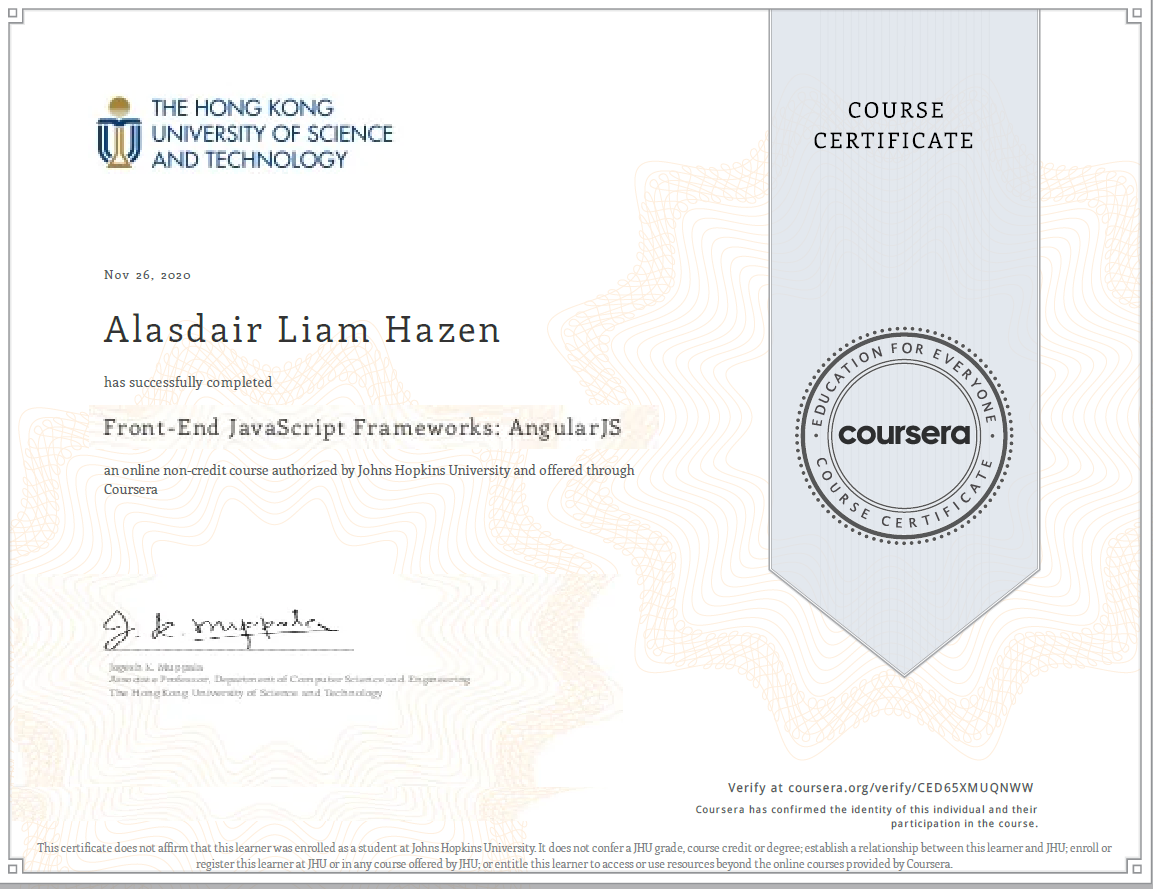 THE HONG KONG
UNIVERSITY OF SCIENCE
AND TECHNOLOGY
COURSE
CERTIFICATE
Nov 26, 2020
Alasdair Liam Hazen
has successfully completed
Front-End JavaScript Frameworks: AngularJS
an online non-credit course authorized by Johns Hopkins University and offered through
Coursera
EDUCATION FOR EVERYONE
coursera
COURSE CERTIFICATE
J. K. Muppala
Jogesh K. Muppala
Associate Professor, Department of Computer Science and Engineering
The Hong Kong University of Science and Technology
Verify at coursera.org/verify/CED65XMUQNWW
Coursera has confirmed the identity of this individual and their
participation in the course.
This certificate does not affirm that this learner was enrolled as a student at Johns Hopkins University. It does not confer a JHU grade, course credit or degree; establish a relationship between this learner and JHU; enroll or
register this learner at JHU or in any course offered by JHU; or entitle this learner to access or use resources beyond the online courses provided by Coursera.